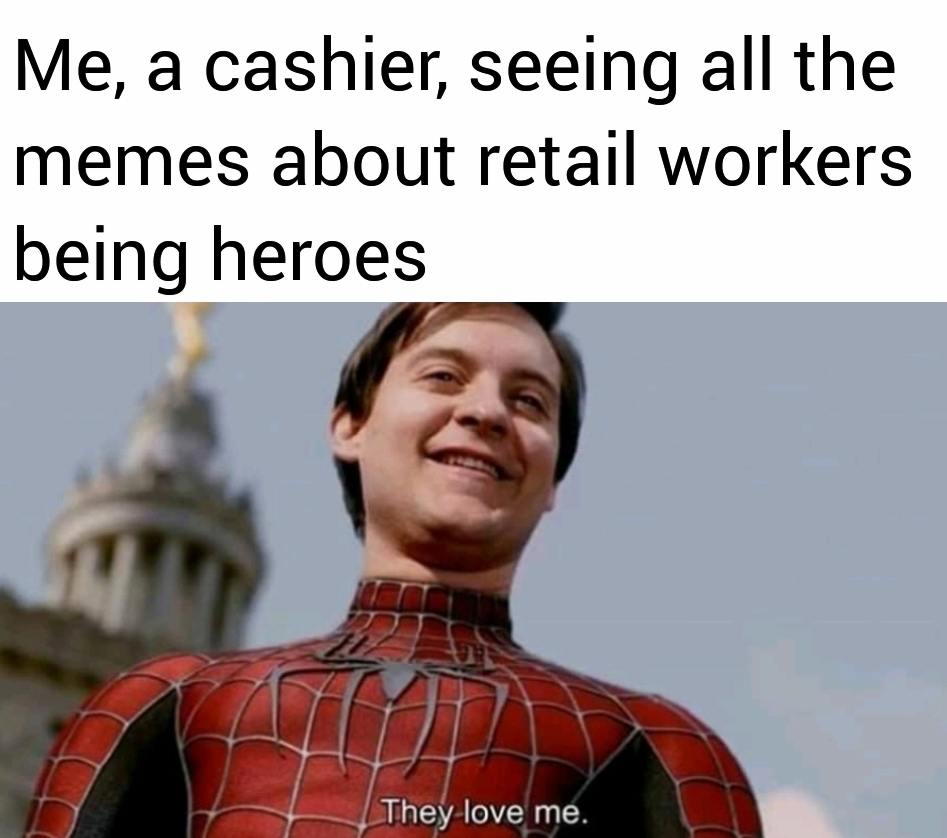 Me, a cashier, seeing all the
memes about retail workers
being heroes
They love me.